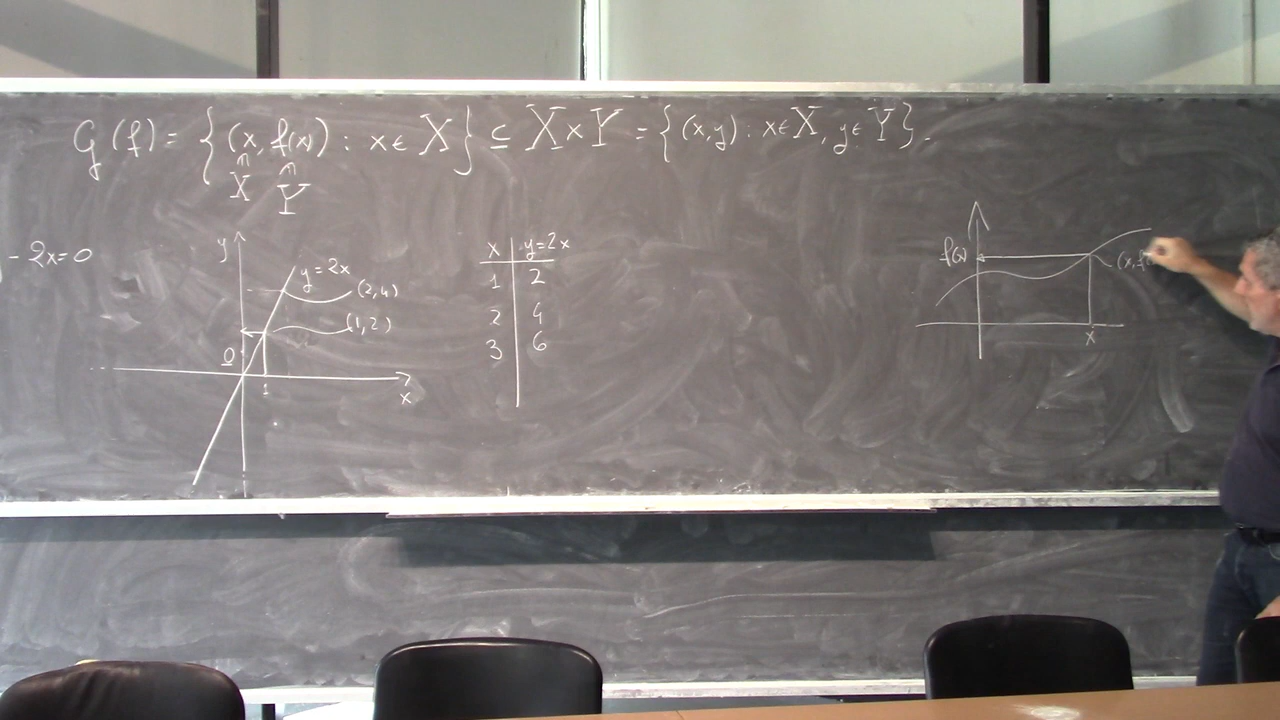 G(f) = {(x, f(x)) : x ∈ X} ⊆ X × Y = {(x,y) : x ∈ X, y ∈ Y}.
∩ ∩
X Y
- 2x = 0
y
y = 2x
(2,4)
(1,2)
0
1
x
x y = 2x
1 2
2 4
3 6
f(x)
(x, f(
x